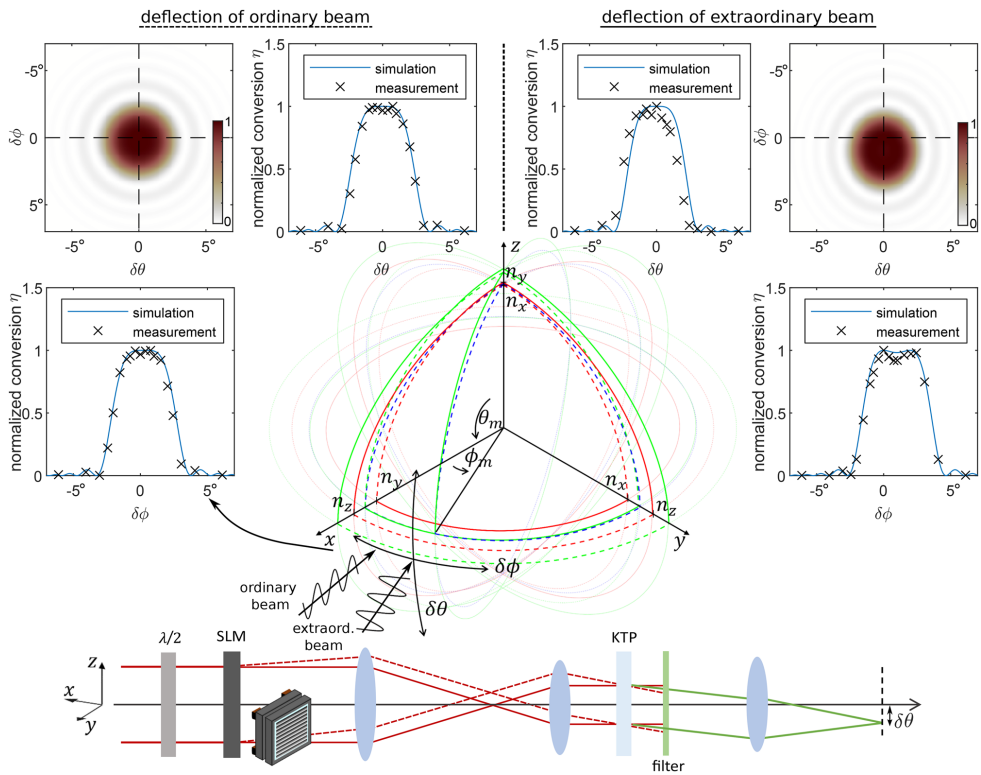 deflection of ordinary beam
deflection of extraordinary beam
-5°
0
5°
δϕ
-5
0
5°
δθ
1
0
1.5
1
0.5
0
normalized conversion η
simulation
measurement
-5
0
5°
δθ
1.5
1
0.5
0
normalized conversion η
simulation
measurement
-5
0
5°
δθ
-5°
0
5°
δϕ
-5
0
5°
δθ
1
0
1.5
1
0.5
0
normalized conversion η
simulation
measurement
-5
0
5°
δϕ
z
n_y
n_x
θ_m
ϕ_m
n_y
n_z
x
n_x
n_z
y
δϕ
δθ
ordinary
beam
extraord.
beam
1.5
1
0.5
0
normalized conversion η
simulation
measurement
-5
0
5°
δϕ
z
x
y
λ/2
SLM
KTP
filter
δθ